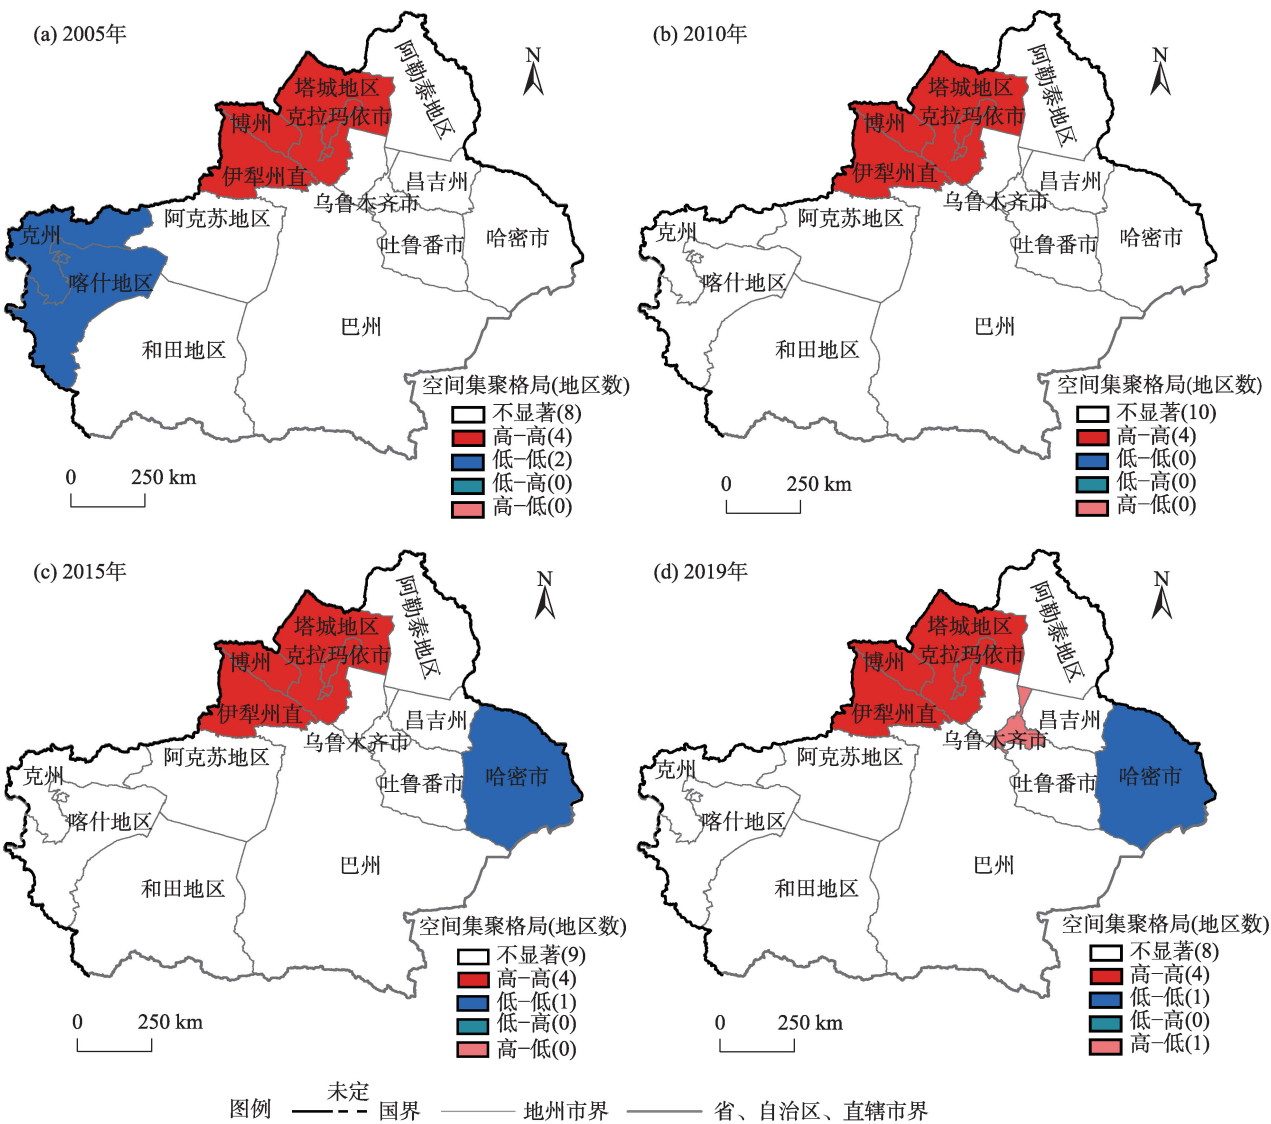 (a) 2005年
N
阿勒泰地区
塔城地区
克拉玛依市
博州
伊犁州直
昌吉州
乌鲁木齐市
阿克苏地区
克州
吐鲁番市
哈密市
喀什地区
巴州
和田地区
空间集聚格局(地区数)
不显著(8)
高-高(4)
低-低(2)
低-高(0)
高-低(0)
0 250 km
(b) 2010年
N
阿勒泰地区
塔城地区
克拉玛依市
博州
伊犁州直
昌吉州
乌鲁木齐市
阿克苏地区
克州
吐鲁番市
哈密市
喀什地区
巴州
和田地区
空间集聚格局(地区数)
不显著(10)
高-高(4)
低-低(0)
低-高(0)
高-低(0)
0 250 km
(c) 2015年
N
阿勒泰地区
塔城地区
克拉玛依市
博州
伊犁州直
昌吉州
乌鲁木齐市
阿克苏地区
克州
吐鲁番市
哈密市
喀什地区
巴州
和田地区
空间集聚格局(地区数)
不显著(9)
高-高(4)
低-低(1)
低-高(0)
高-低(0)
0 250 km
(d) 2019年
N
阿勒泰地区
塔城地区
克拉玛依市
博州
伊犁州直
昌吉州
乌鲁木齐市
阿克苏地区
克州
吐鲁番市
哈密市
喀什地区
巴州
和田地区
空间集聚格局(地区数)
不显著(8)
高-高(4)
低-低(1)
低-高(0)
高-低(1)
0 250 km
未定
图例 国界 地州市界 省、自治区、直辖市界